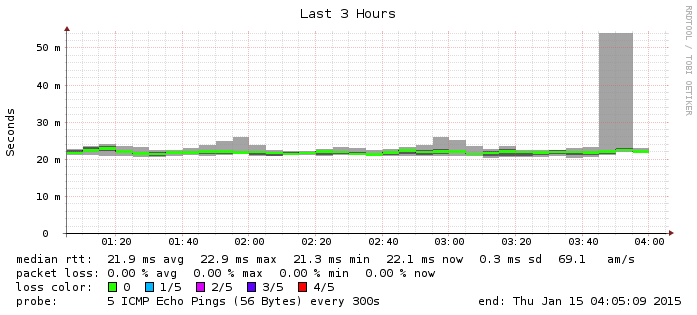 Last 3 Hours
RRDTOOL / TOBI OETIKER
Seconds
50 m
40 m
30 m
20 m
10 m
0
01:20 01:40 02:00 02:20 02:40 03:00 03:20 03:40 04:00
median rtt: 21.9 ms avg 22.9 ms max 21.3 ms min 22.1 ms now 0.3 ms sd 69.1 am/s
packet loss: 0.00 % avg 0.00 % max 0.00 % min 0.00 % now
loss color: 0 1/5 2/5 3/5 4/5
probe: 5 ICMP Echo Pings (56 Bytes) every 300s end: Thu Jan 15 04:05:09 2015